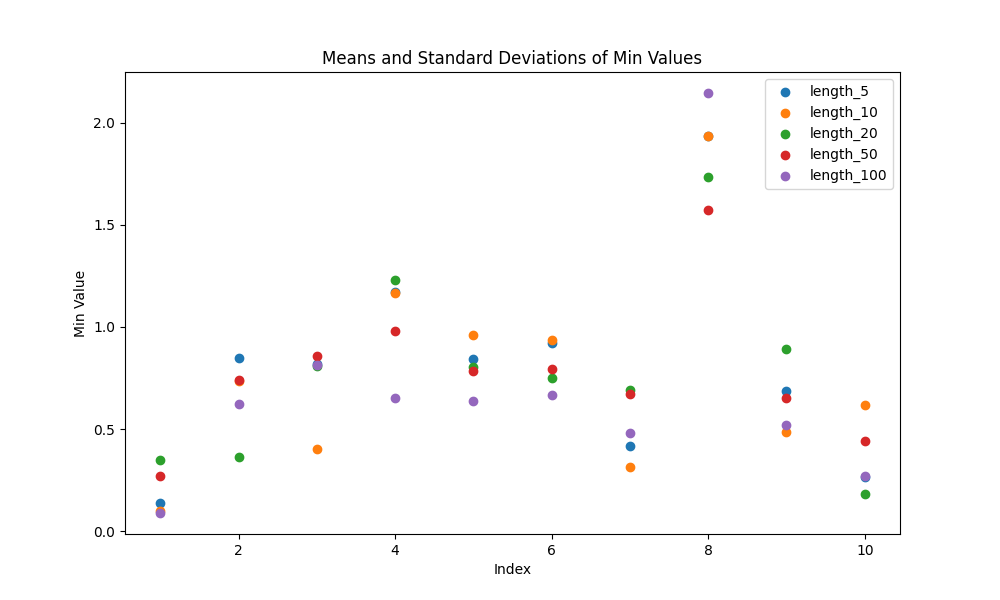 Means and Standard Deviations of Min Values
length_5
length_10
length_20
length_50
length_100
Min Value
2.0
1.5
1.0
0.5
0.0
2
4
6
8
10
Index